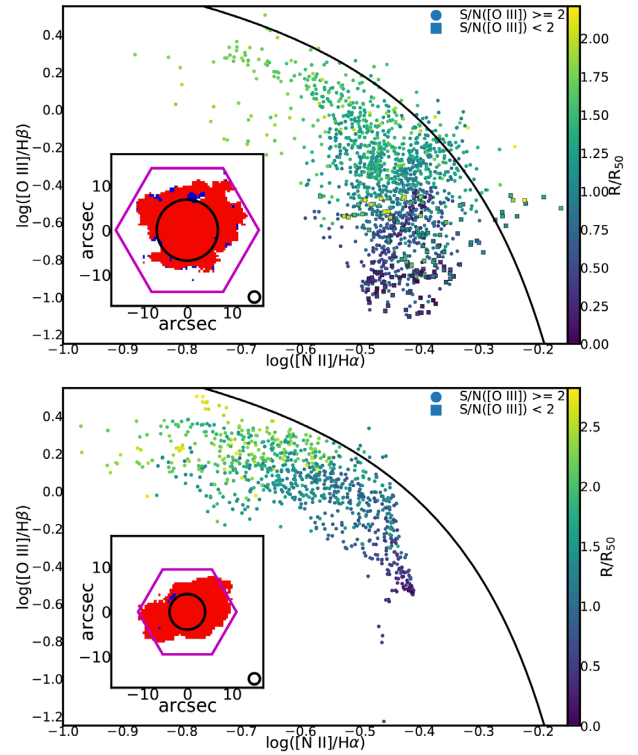 S/N([O III]) >= 2
S/N([O III]) < 2
0.4
0.2
0.0
−0.2
−0.4
−0.6
−0.8
−1.0
−1.2
log([O III]/Hβ)
10
0
−10
arcsec
−10 0 10
arcsec
−1.0 −0.9 −0.8 −0.7 −0.6 −0.5 −0.4 −0.3 −0.2
log([N II]/Hα)
2.00
1.75
1.50
1.25
1.00
0.75
0.50
0.25
0.00
R/R50
S/N([O III]) >= 2
S/N([O III]) < 2
0.4
0.2
0.0
−0.2
−0.4
−0.6
−0.8
−1.0
−1.2
log([O III]/Hβ)
10
0
−10
arcsec
−10 0 10
arcsec
−1.0 −0.9 −0.8 −0.7 −0.6 −0.5 −0.4 −0.3 −0.2
log([N II]/Hα)
2.5
2.0
1.5
1.0
0.5
0.0
R/R50